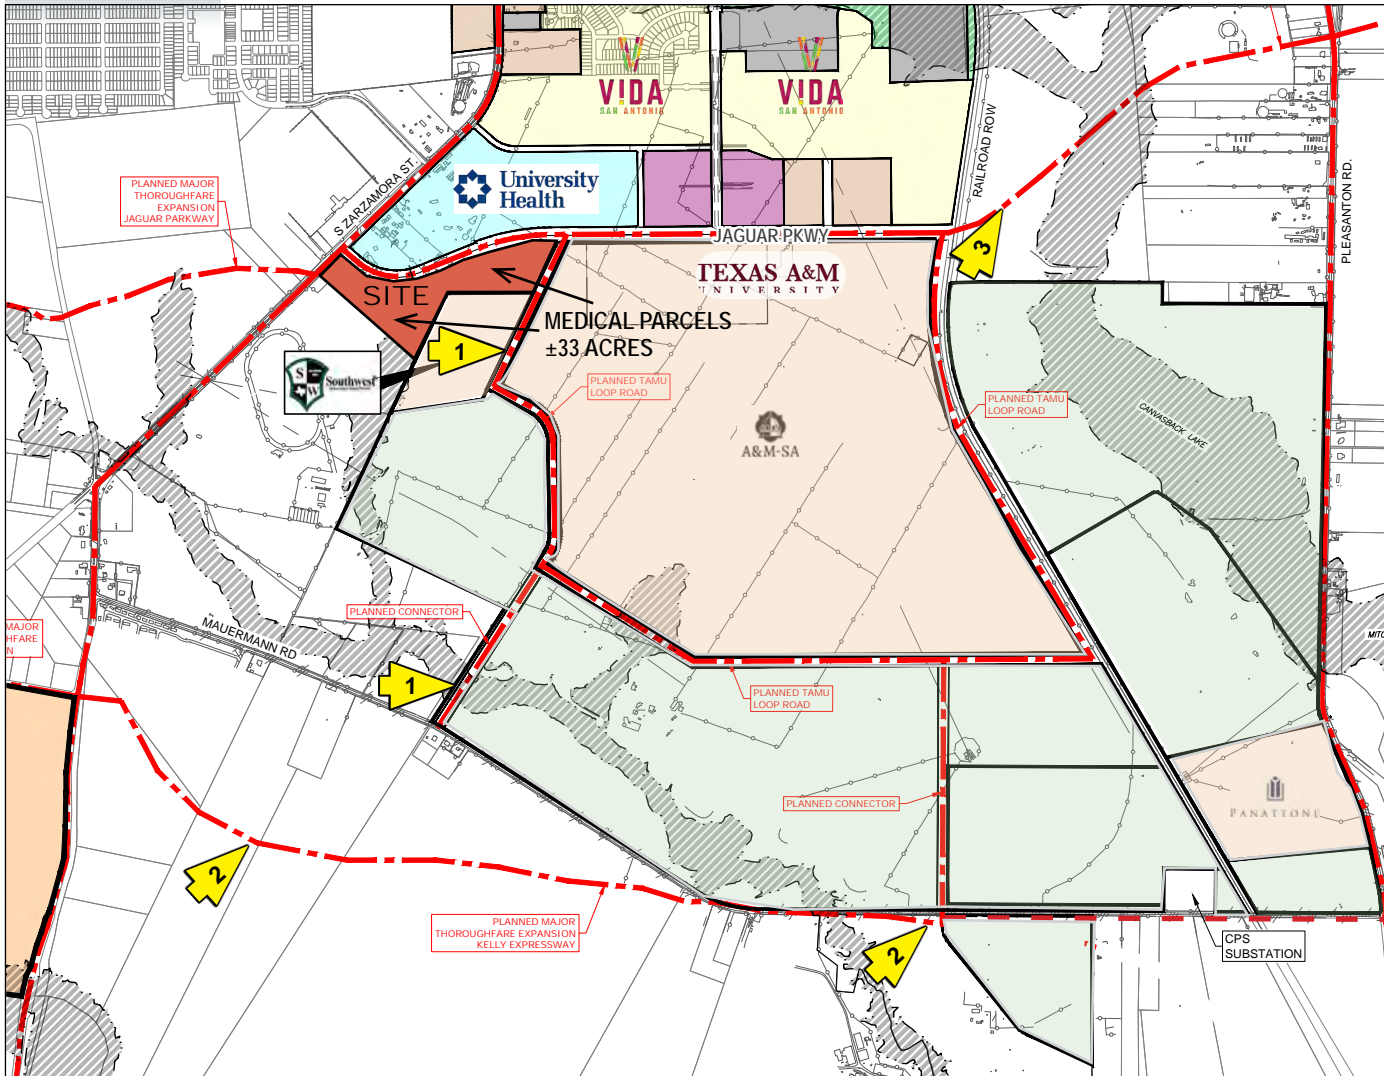 V!DA
SAN ANTONIO
V!DA
SAN ANTONIO
RAILROAD ROW
PLEASANTON RD.
S ZARZAMORA ST.
University
Health
PLANNED MAJOR
THOROUGHFARE
EXPANSION
JAGUAR PARKWAY
JAGUAR PKWY
3
TEXAS A&M
UNIVERSITY
SITE
MEDICAL PARCELS
±33 ACRES
1
S W
Southwest
PLANNED TAMU
LOOP ROAD
PLANNED TAMU
LOOP ROAD
CANVASBACK LAKE
A&M-SA
PLANNED CONNECTOR
MAUERMANN RD
MAJOR
HFARE
N
MITC
1
PLANNED TAMU
LOOP ROAD
PLANNED CONNECTOR
PANATTONI
2
PLANNED MAJOR
THOROUGHFARE EXPANSION
KELLY EXPRESSWAY
2
CPS
SUBSTATION